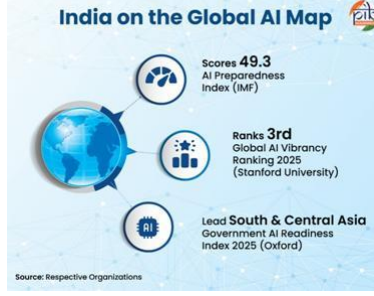 India on the Global AI Map
pib
Scores 49.3
AI Preparedness
Index (IMF)
Ranks 3rd
Global AI Vibrancy
Ranking 2025
(Stanford University)
AI
Lead South & Central Asia
Government AI Readiness
Index 2025 (Oxford)
Source: Respective Organizations